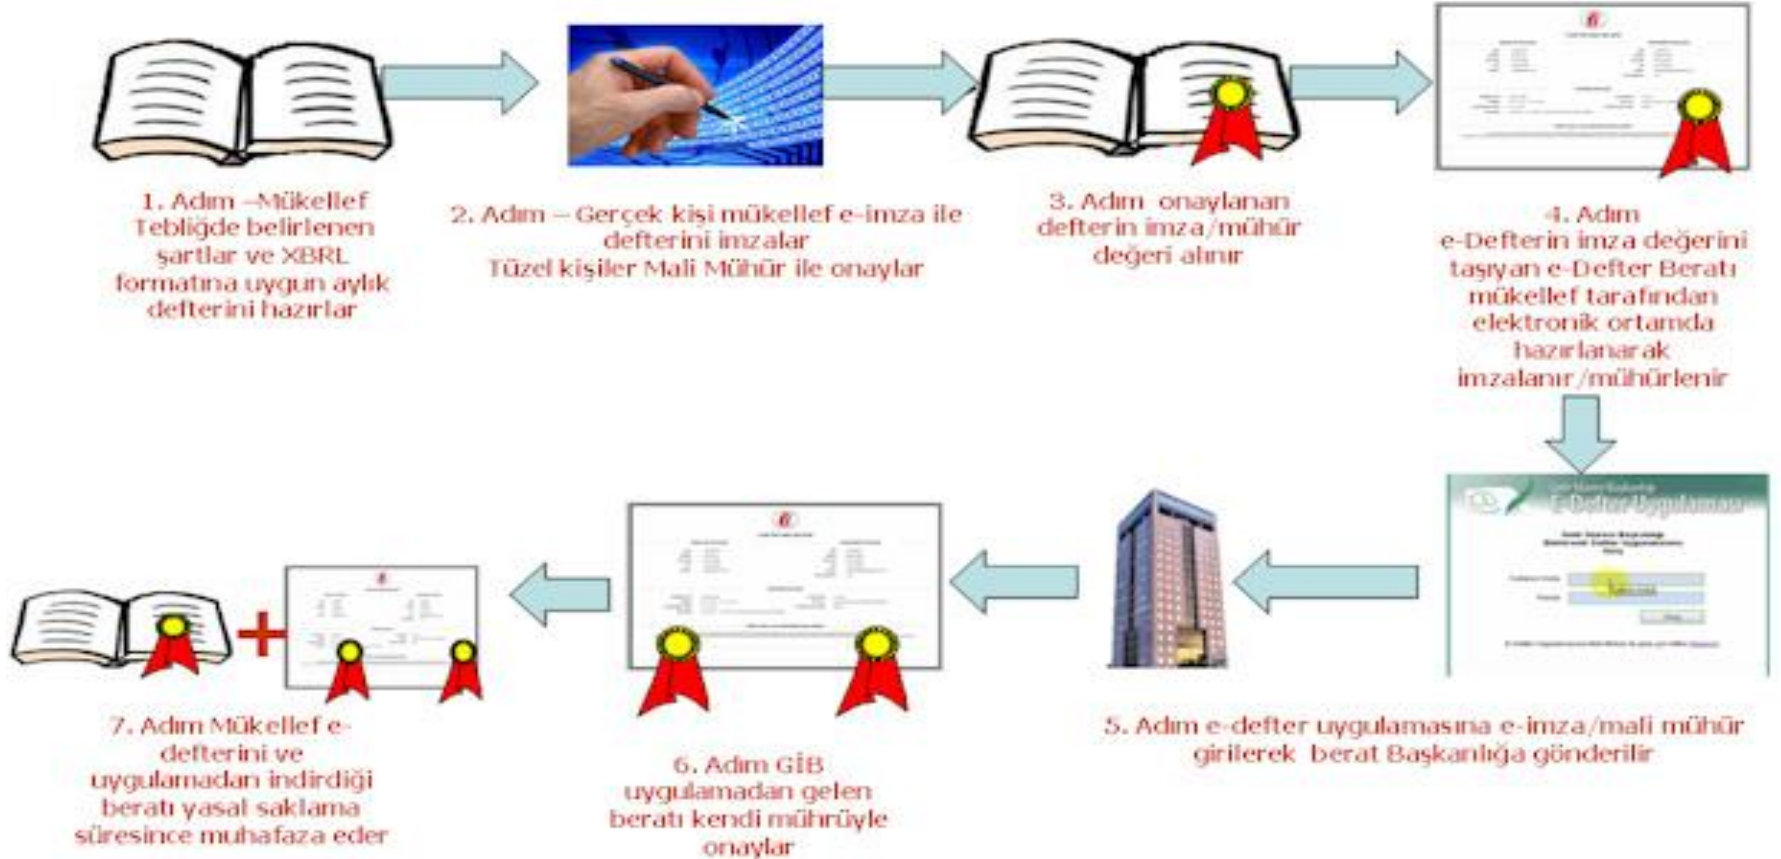 1. Adım –Mükellef
Tebliğde belirlenen
şartlar ve XBRL
formatına uygun aylık
defterini hazırlar
2. Adım – Gerçek kişi mükellef e-imza ile
defterini imzalar
Tüzel kişiler Mali Mühür ile onaylar
3. Adım onaylanan
defterin imza/mühür
değeri alınır
4. Adım
e-Defterin imza değerini
taşıyan e-Defter Beratı
mükellef tarafından
elektronik ortamda
hazırlanarak
imzalanır/mühürlenir
E-Defter Uygulaması
5. Adım e-defter uygulamasına e-imza/mali mühür
girilerek berat Başkanlığa gönderilir
6. Adım GİB
uygulamadan gelen
beratı kendi mührüyle
onaylar
7. Adım Mükellef e-
defterini ve
uygulamadan indirdiği
beratı yasal saklama
süresince muhafaza eder